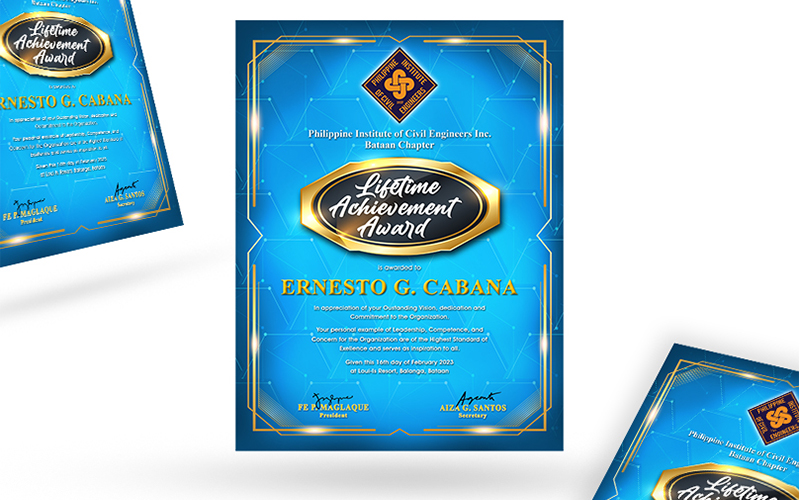 Lifetime
Achievement
Award
RNESTO G. CABANA
FE P. MAGLAQUE
President
AIZA G. SANTOS
Secretary
PHILIPPINE INSTITUTE
OF CIVIL ENGINEERS
Philippine Institute of Civil Engineers Inc.
Bataan Chapter
Lifetime
Achievement
Award
is awarded to
ERNESTO G. CABANA
In appreciation of your Oustanding Vision, dedication and
Commitment to the Organization.
Your personal example of Leadership, Competence, and
Concern for the Organization are of the Highest Standard of
Exellence and serves as inspiration to all.
Given this 16th day of February 2023
at Loui-Is Resort, Balanga, Bataan
FE P. MAGLAQUE
President
AIZA G. SANTOS
Secretary
Philippine Institute of Civil Engineers
Bataan Chapter
Lifetime